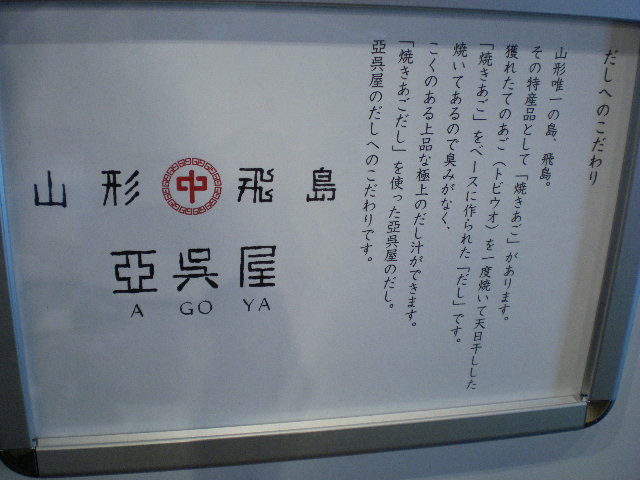 だしへのこだわり
山形唯一の島、飛島。
その特産品として「焼きあご」があります。
獲れたてのあご（トビウオ）を一度焼いて天日干しした
「焼きあご」をベースに作られた「だし」です。
焼いてあるので臭みがなく、
こくのある上品な極上のだし汁ができます。
「焼きあごだし」を使った亞呉屋のだし。
亞呉屋のだしへのこだわりです。
山形 中 飛島
亞呉屋
A GO YA